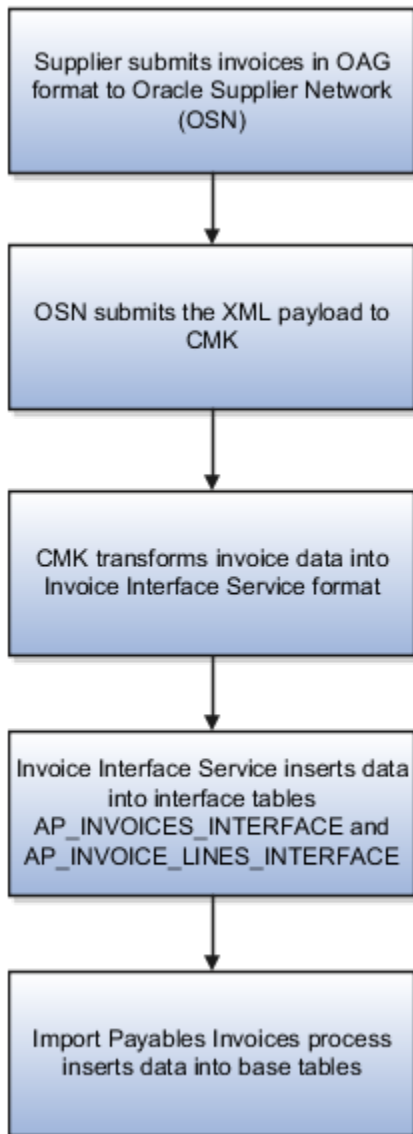 Supplier submits invoices in OAG
format to Oracle Supplier Network
(OSN)
OSN submits the XML payload to
CMK
CMK transforms invoice data into
Invoice Interface Service format
Invoice Interface Service inserts data
into interface tables
AP_INVOICES_INTERFACE and
AP_INVOICE_LINES_INTERFACE
Import Payables Invoices process
inserts data into base tables